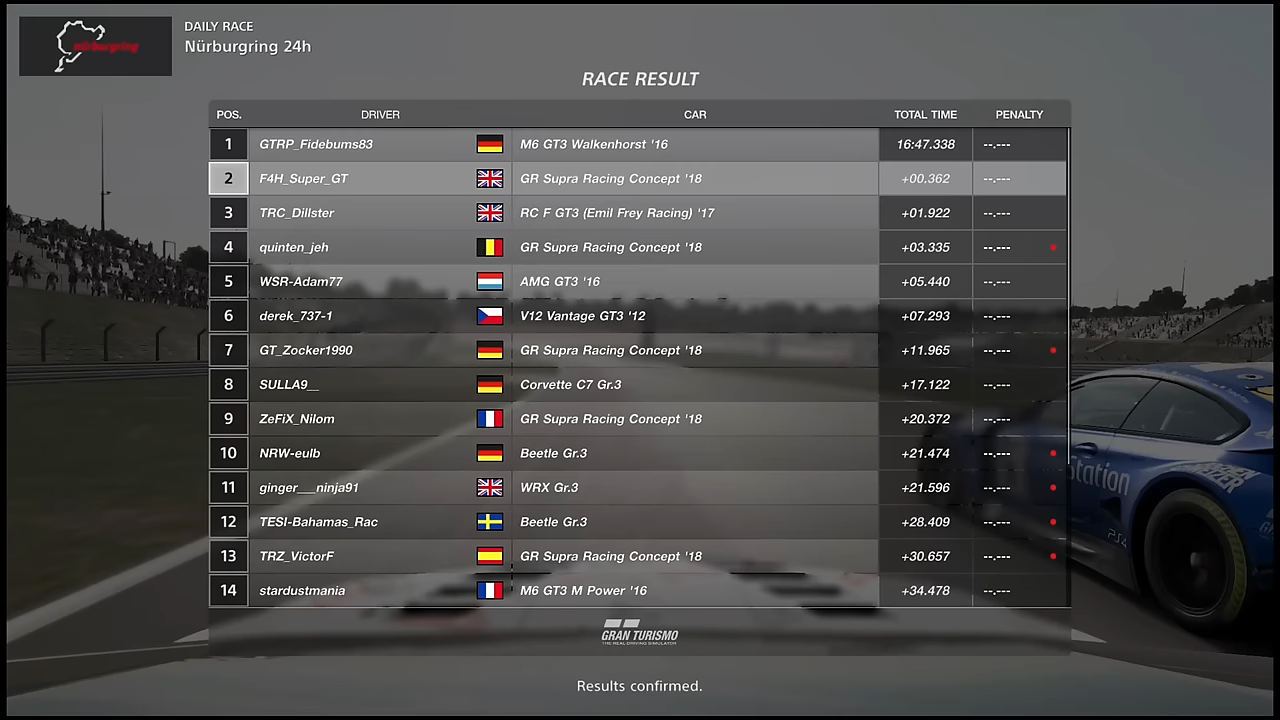 nürburgring
DAILY RACE
Nürburgring 24h
RACE RESULT
POS. DRIVER CAR TOTAL TIME PENALTY
1 GTRP_Fidebums83 M6 GT3 Walkenhorst '16 16:47.338 --.---
2 F4H_Super_GT GR Supra Racing Concept '18 +00.362 --.---
3 TRC_Dillster RC F GT3 (Emil Frey Racing) '17 +01.922 --.---
4 quinten_jeh GR Supra Racing Concept '18 +03.335 --.---
5 WSR-Adam77 AMG GT3 '16 +05.440 --.---
6 derek_737-1 V12 Vantage GT3 '12 +07.293 --.---
7 GT_Zocker1990 GR Supra Racing Concept '18 +11.965 --.---
8 SULLA9__ Corvette C7 Gr.3 +17.122 --.---
9 ZeFiX_Nilom GR Supra Racing Concept '18 +20.372 --.---
10 NRW-eulb Beetle Gr.3 +21.474 --.---
11 ginger___ninja91 WRX Gr.3 +21.596 --.---
12 TESI-Bahamas_Rac Beetle Gr.3 +28.409 --.---
13 TRZ_VictorF GR Supra Racing Concept '18 +30.657 --.---
14 stardustmania M6 GT3 M Power '16 +34.478 --.---
Station
PS4
GRAN TURISMO
THE REAL DRIVING SIMULATOR
Results confirmed.